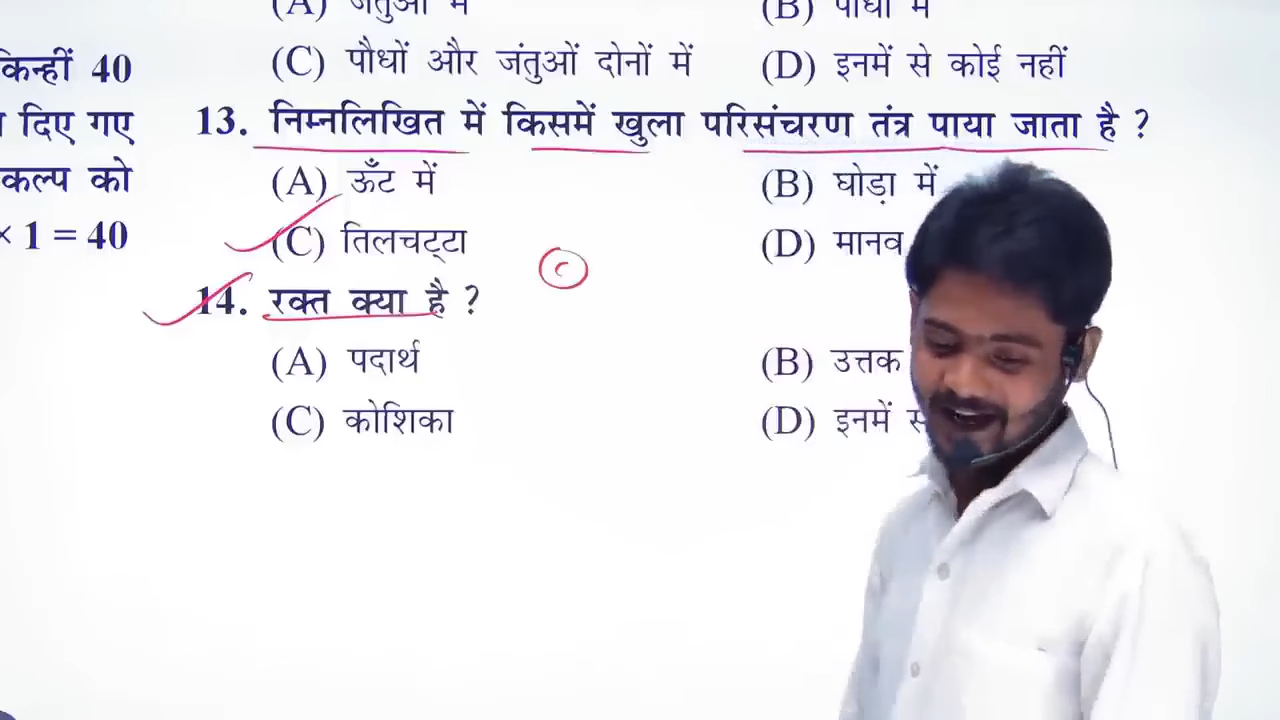 (A) जंतुओं में (B) पौधों में
किन्हीं 40 (C) पौधों और जंतुओं दोनों में (D) इनमें से कोई नहीं
दिए गए 13. निम्नलिखित में किसमें खुला परिसंचरण तंत्र पाया जाता है ?
कल्प को (A) ऊँट में (B) घोड़ा में
× 1 = 40 (C) तिलचट्टा (D) मानव
C
14. रक्त क्या है ?
(A) पदार्थ (B) उत्तक
(C) कोशिका (D) इनमें